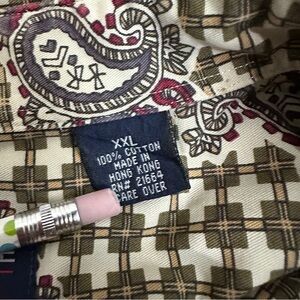 XXL
100% COTTON
MADE IN
HONG KONG
RN# 21664
CARE OVER